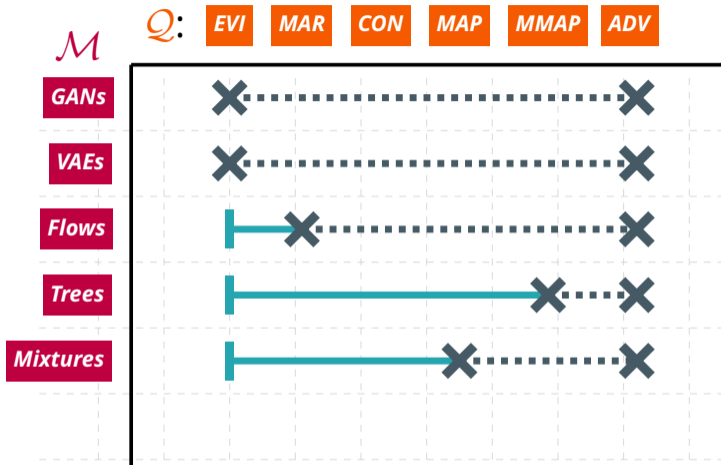 𝒬: EVI MAR CON MAP MMAP ADV
ℳ
GANs
VAEs
Flows
Trees
Mixtures